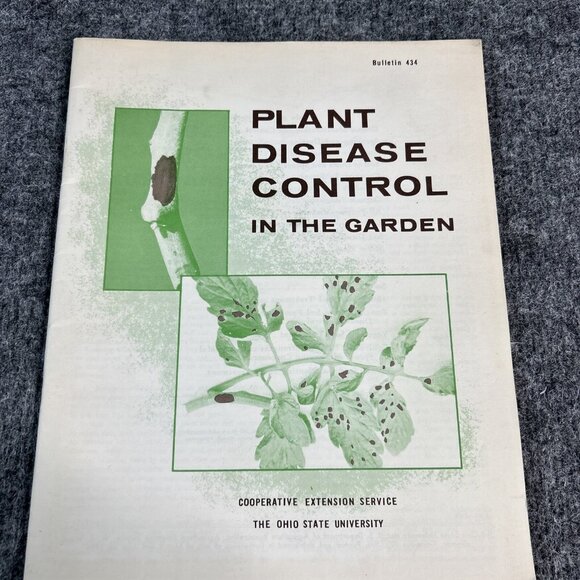 Bulletin 434
PLANT
DISEASE
CONTROL
IN THE GARDEN
COOPERATIVE EXTENSION SERVICE
THE OHIO STATE UNIVERSITY